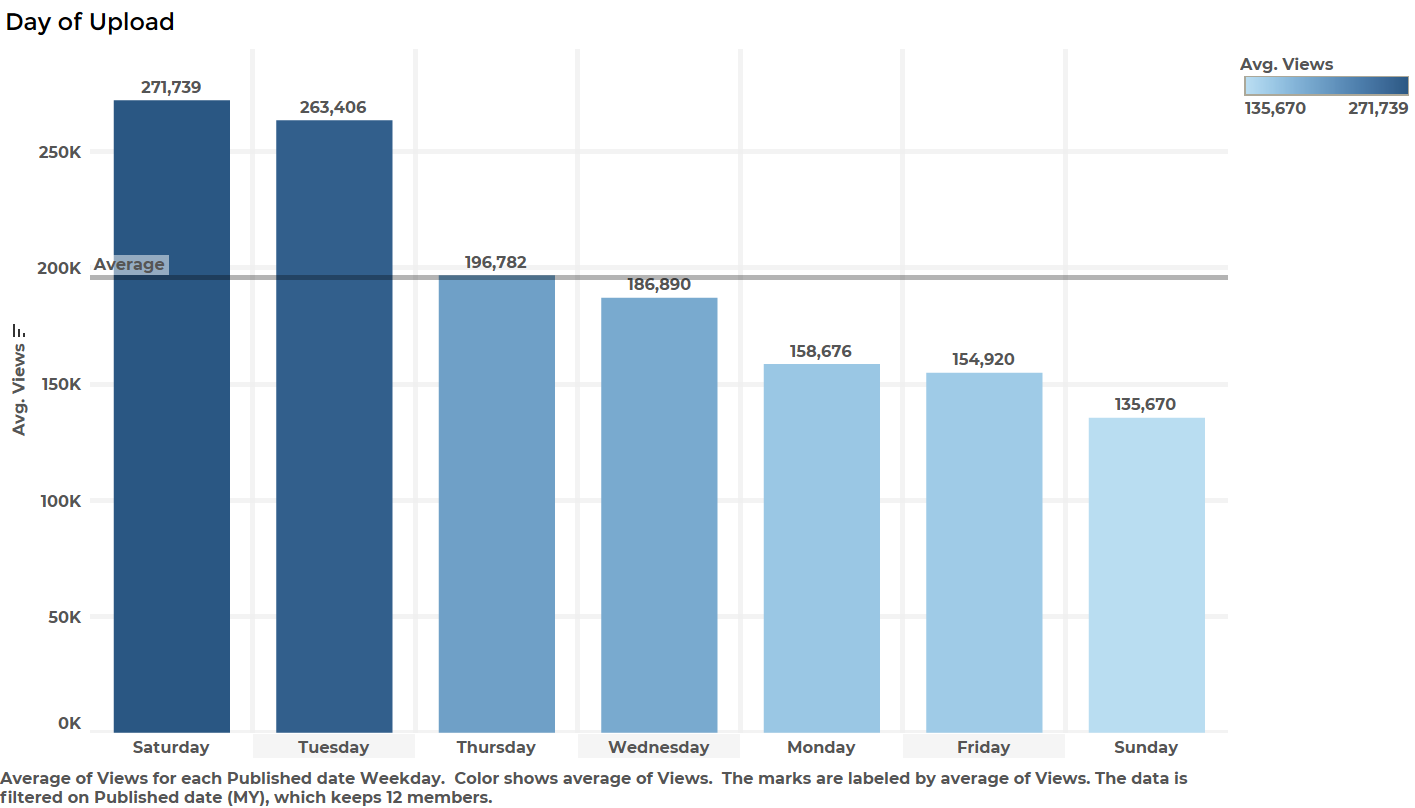 Day of Upload
Avg. Views
135,670 271,739
271,739
263,406
196,782
186,890
158,676
154,920
135,670
250K
200K
150K
100K
50K
0K
Average
Avg. Views
Saturday Tuesday Thursday Wednesday Monday Friday Sunday
Average of Views for each Published date Weekday.  Color shows average of Views.  The marks are labeled by average of Views. The data is
filtered on Published date (MY), which keeps 12 members.